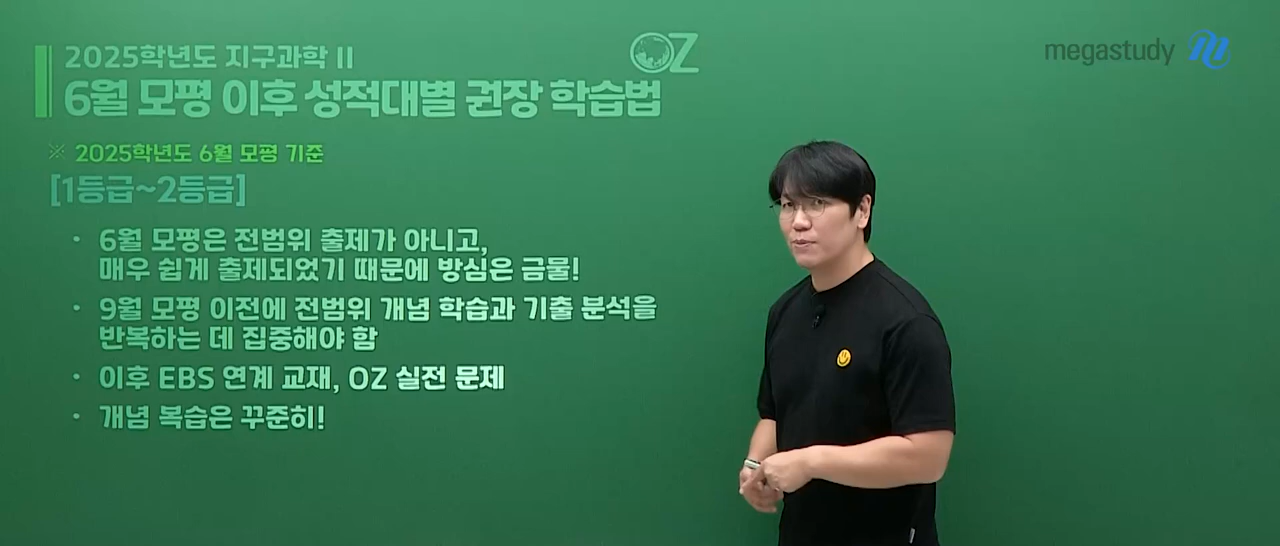 2025학년도 지구과학 II
OZ
megastudy
6월 모평 이후 성적대별 권장 학습법
※ 2025학년도 6월 모평 기준
[1등급~2등급]
· 6월 모평은 전범위 출제가 아니고,
매우 쉽게 출제되었기 때문에 방심은 금물!
· 9월 모평 이전에 전범위 개념 학습과 기출 분석을
반복하는 데 집중해야 함
· 이후 EBS 연계 교재, OZ 실전 문제
· 개념 복습은 꾸준히!